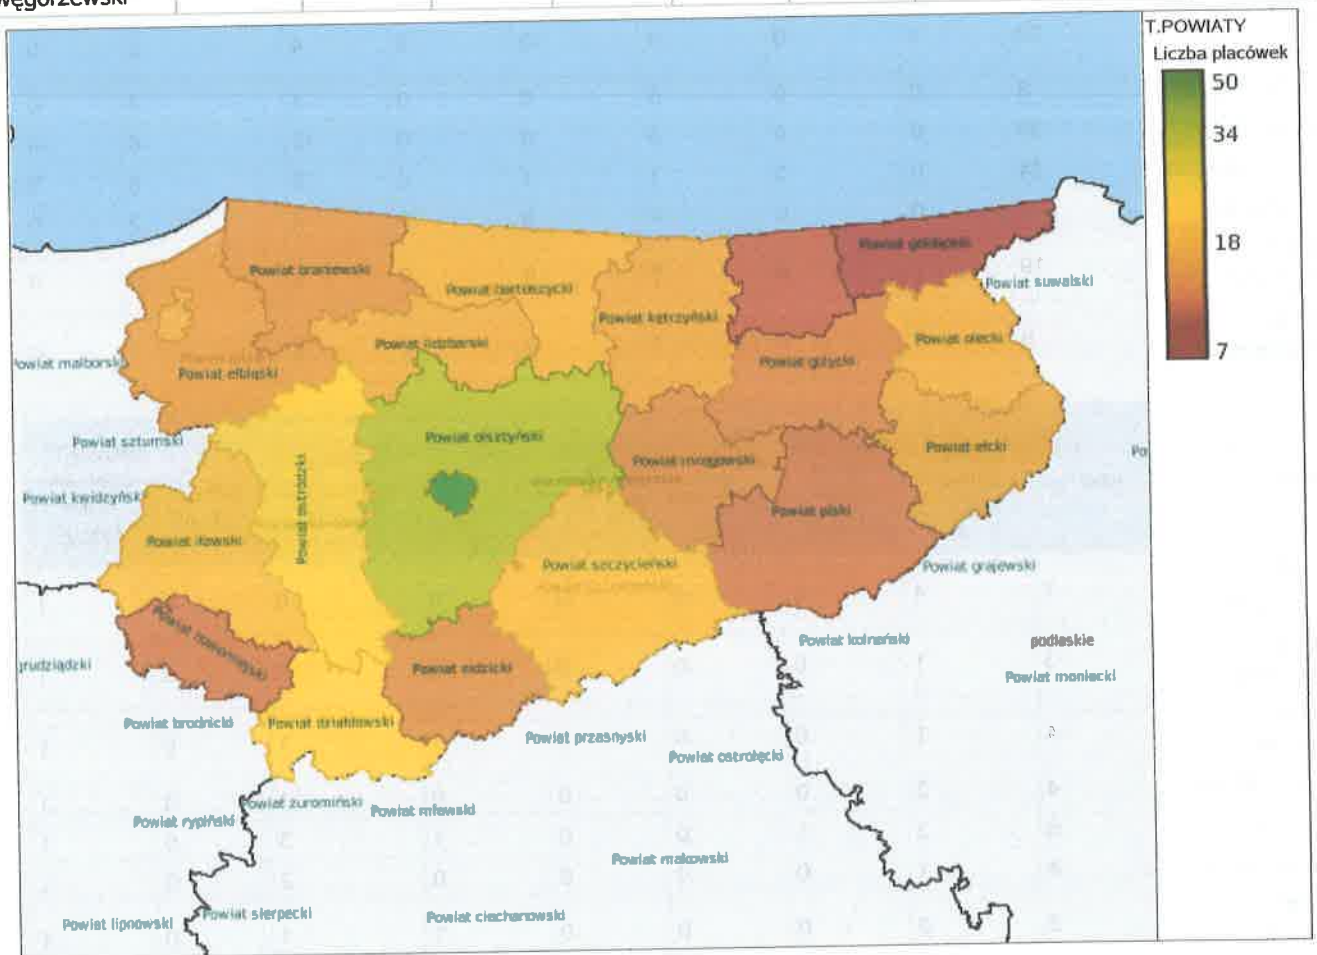 węgorzewski
T.POWIATY
Liczba placówek
50
34
18
7
Powiat braniewski
Powiat bartoszycki
Powiat gołdapski
Powiat suwalski
Powiat kętrzyński
Powiat lidzbarski
Powiat olecki
Powiat malborski
Powiat elbląski
Powiat giżycki
Powiat sztumski
Powiat olsztyński
Powiat ełcki
Powiat mrągowski
Powiat kwidzyński
Powiat ostródzki
Powiat piski
Powiat iławski
Powiat szczycieński
Powiat grajewski
Powiat nowomiejski
Powiat kolneński
podlaskie
grudziądzki
Powiat nidzicki
Powiat moniecki
Powiat brodnicki
Powiat działdowski
Powiat przasnyski
Powiat ostrołęcki
Powiat żuromiński
Powiat mławski
Powiat rypiński
Powiat makowski
Powiat sierpecki
Powiat ciechanowski
Powiat lipnowski
Po